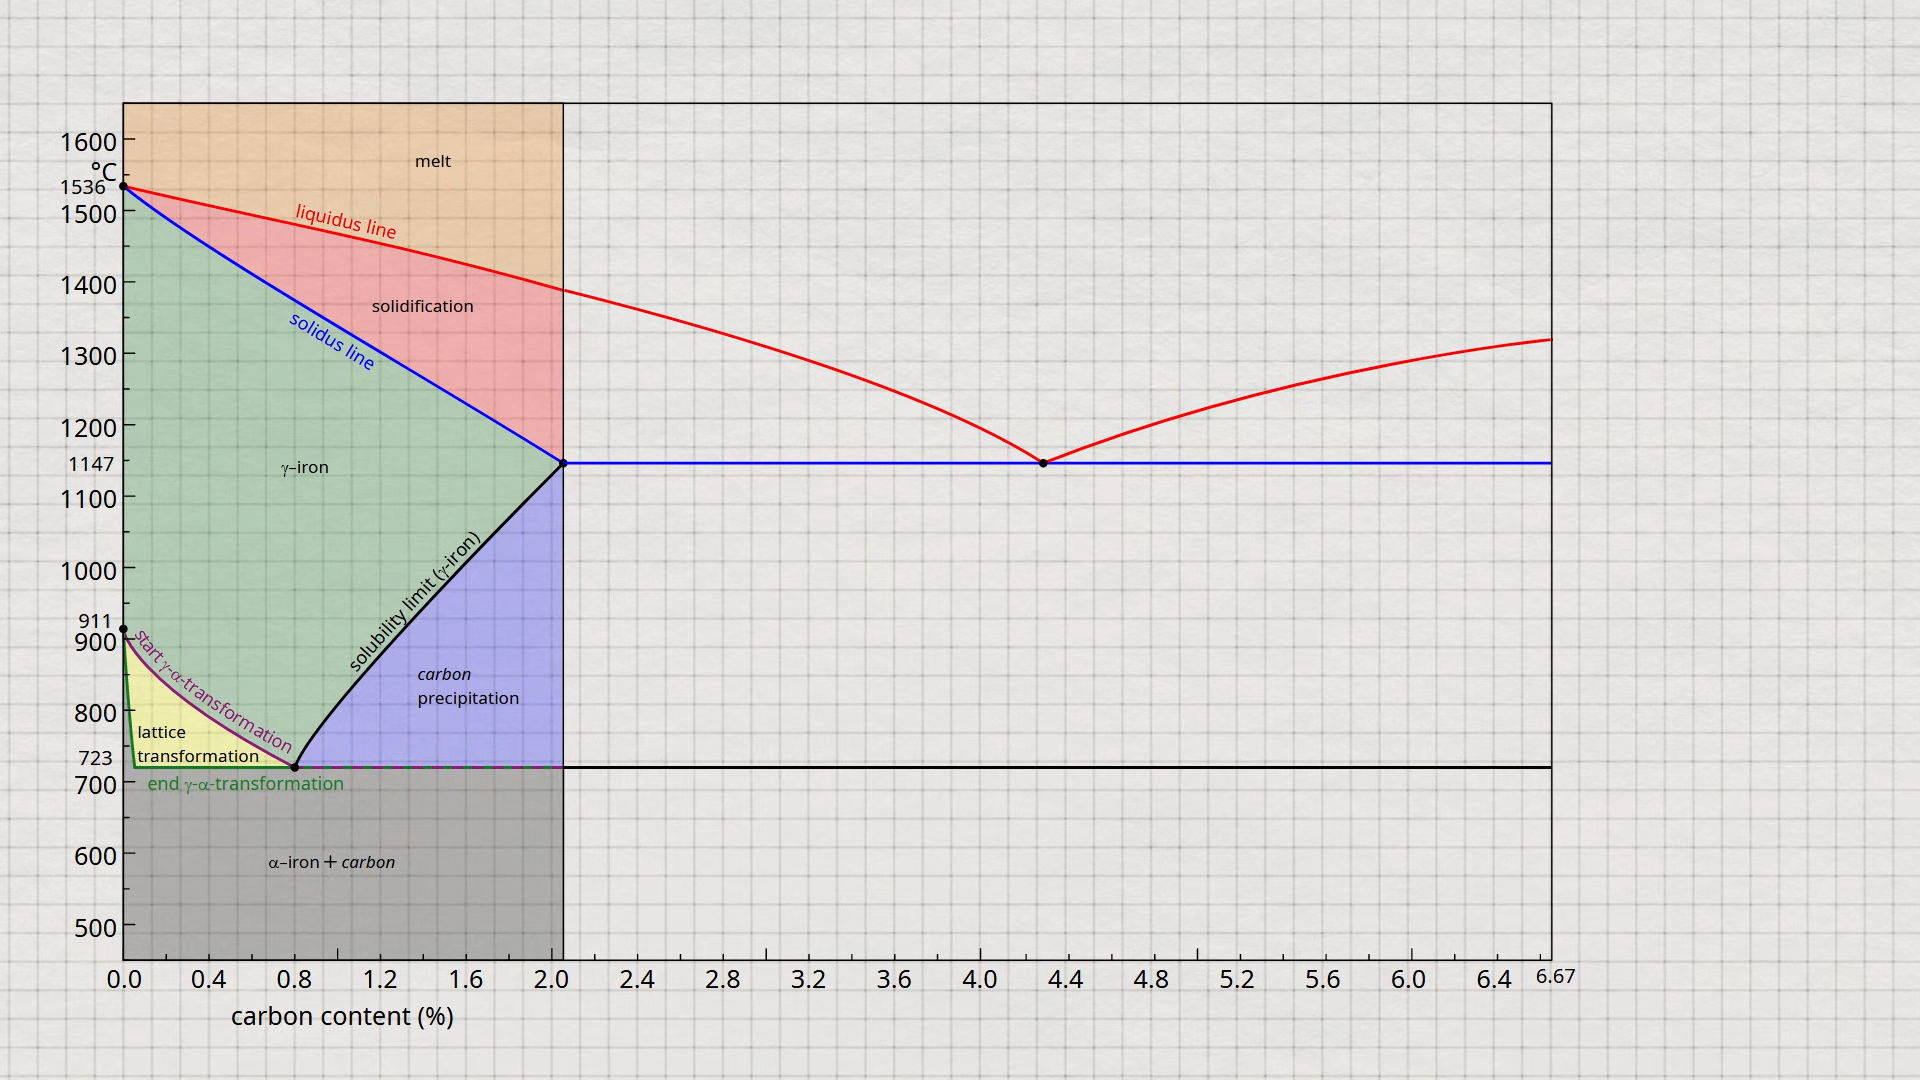 1600
°C
1536
1500
1400
1300
1200
1147
1100
1000
911
900
800
723
700
600
500
melt
liquidus line
solidification
solidus line
γ–iron
solubility limit (γ-iron)
start γ-α-transformation
carbon
precipitation
lattice
transformation
end γ-α-transformation
α–iron + carbon
0.0 0.4 0.8 1.2 1.6 2.0 2.4 2.8 3.2 3.6 4.0 4.4 4.8 5.2 5.6 6.0 6.4 6.67
carbon content (%)